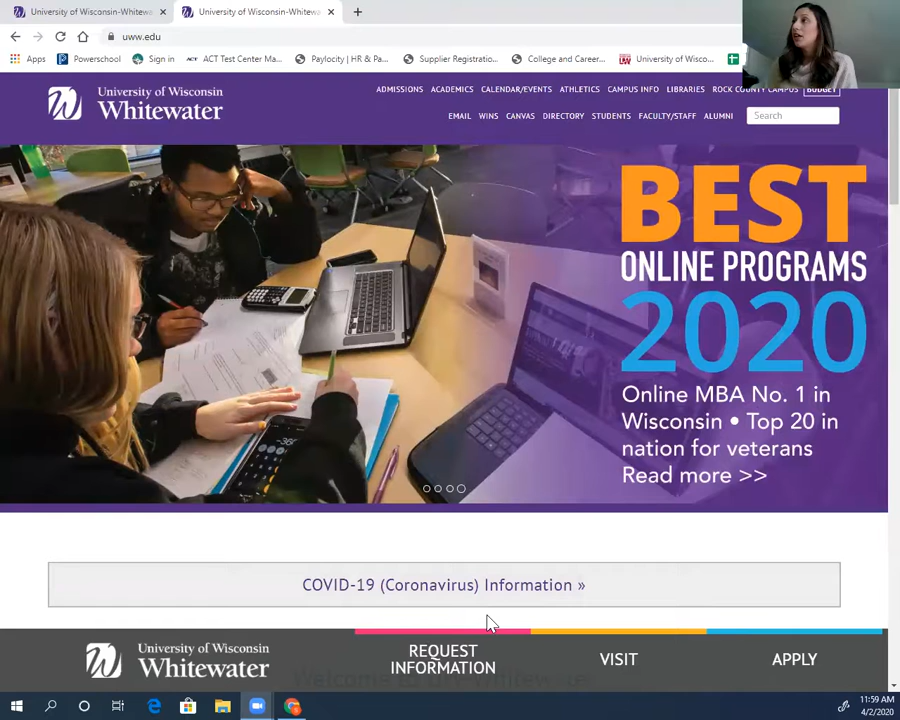 University of Wisconsin-Whitewa
University of Wisconsin-Whitewa
uww.edu
Apps
Powerschool
Sign in
ACT Test Center Ma...
Paylocity | HR & Pa...
Supplier Registratio...
College and Career...
University of Wisco...
University of Wisconsin
Whitewater
ADMISSIONS ACADEMICS CALENDAR/EVENTS ATHLETICS CAMPUS INFO LIBRARIES ROCK COUNTY CAMPUS BUDGET
EMAIL WINS CANVAS DIRECTORY STUDENTS FACULTY/STAFF ALUMNI Search
BEST
ONLINE PROGRAMS
2020
Online MBA No. 1 in
Wisconsin • Top 20 in
nation for veterans
Read more >>
COVID-19 (Coronavirus) Information »
Welcome to UW-Whitewater
University of Wisconsin
Whitewater
REQUEST
INFORMATION
VISIT
APPLY
11:59 AM
4/2/2020